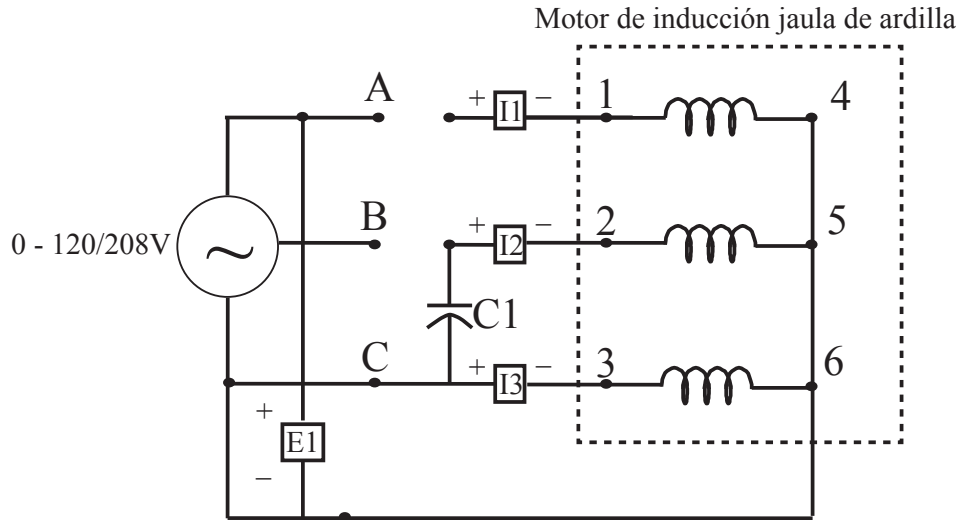 Motor de inducción jaula de ardilla
A + I1 − 1 4
0 - 120/208V ~ B + I2 − 2 5
C1
C + I3 − 3 6
+
E1
−